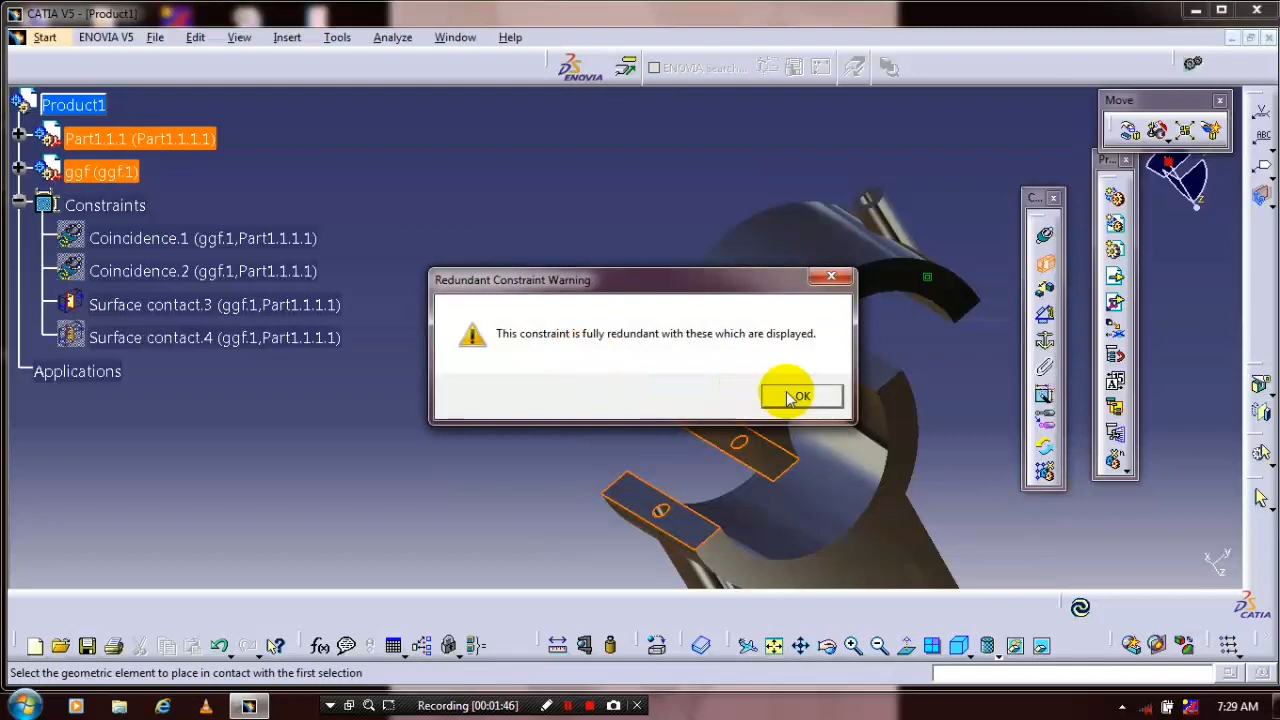 CATIA V5 - [Product1]
Start ENOVIA V5 File Edit View Insert Tools Analyze Window Help
ENOVIA ENOVIA Search...
Product1
Move
Part1.1.1 (Part1.1.1.1)
Pr...
ABC
ggf (ggf.1)
z
C...
Constraints
Coincidence.1 (ggf.1,Part1.1.1.1)
Coincidence.2 (ggf.1,Part1.1.1.1)
Redundant Constraint Warning
Surface contact.3 (ggf.1,Part1.1.1.1)
This constraint is fully redundant with these which are displayed.
Surface contact.4 (ggf.1,Part1.1.1.1)
Applications
OK
x y z
CATIA
f(x)
Select the geometric element to place in contact with the first selection
Recording [00:01:46]
7:29 AM